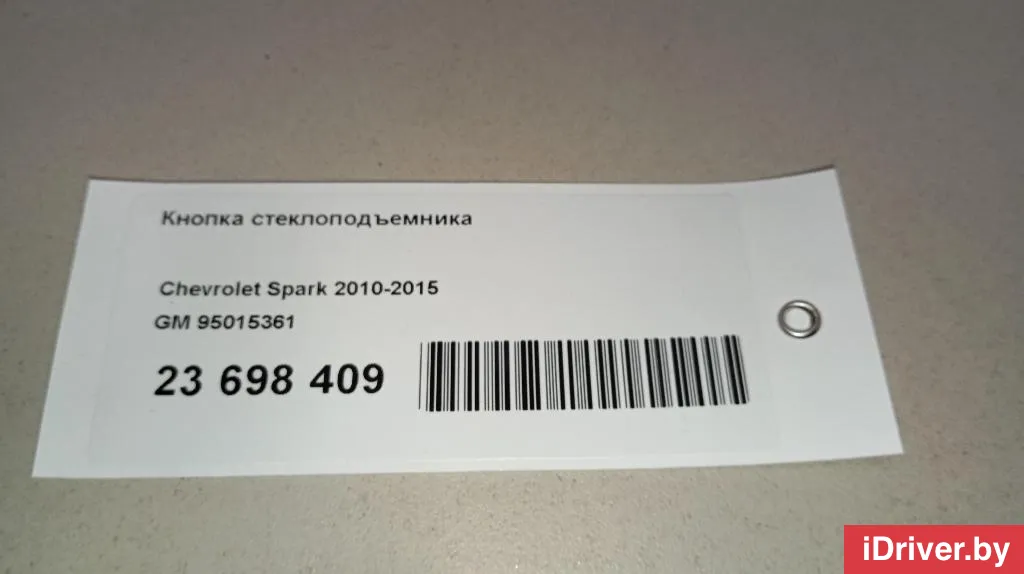 Кнопка стеклоподъемника
Chevrolet Spark 2010-2015
GM 95015361
23 698 409
iDriver.by